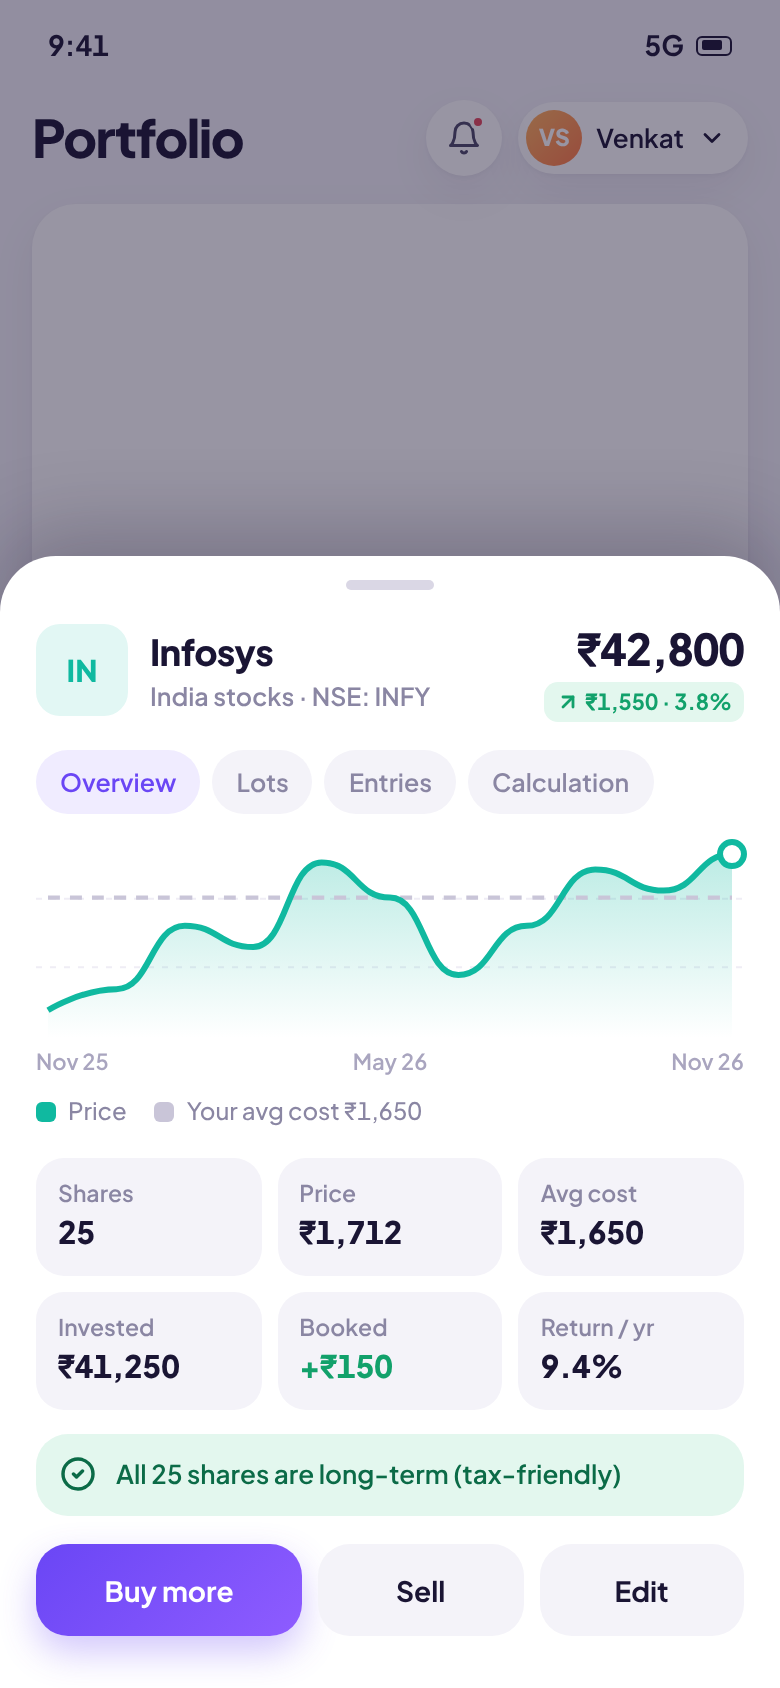 9:41
5G
Portfolio
VS
Venkat
IN
Infosys
India stocks · NSE: INFY
₹42,800
↗ ₹1,550 · 3.8%
Overview
Lots
Entries
Calculation
Nov 25
May 26
Nov 26
Price
Your avg cost ₹1,650
Shares
25
Price
₹1,712
Avg cost
₹1,650
Invested
₹41,250
Booked
+₹150
Return / yr
9.4%
All 25 shares are long-term (tax-friendly)
Buy more
Sell
Edit